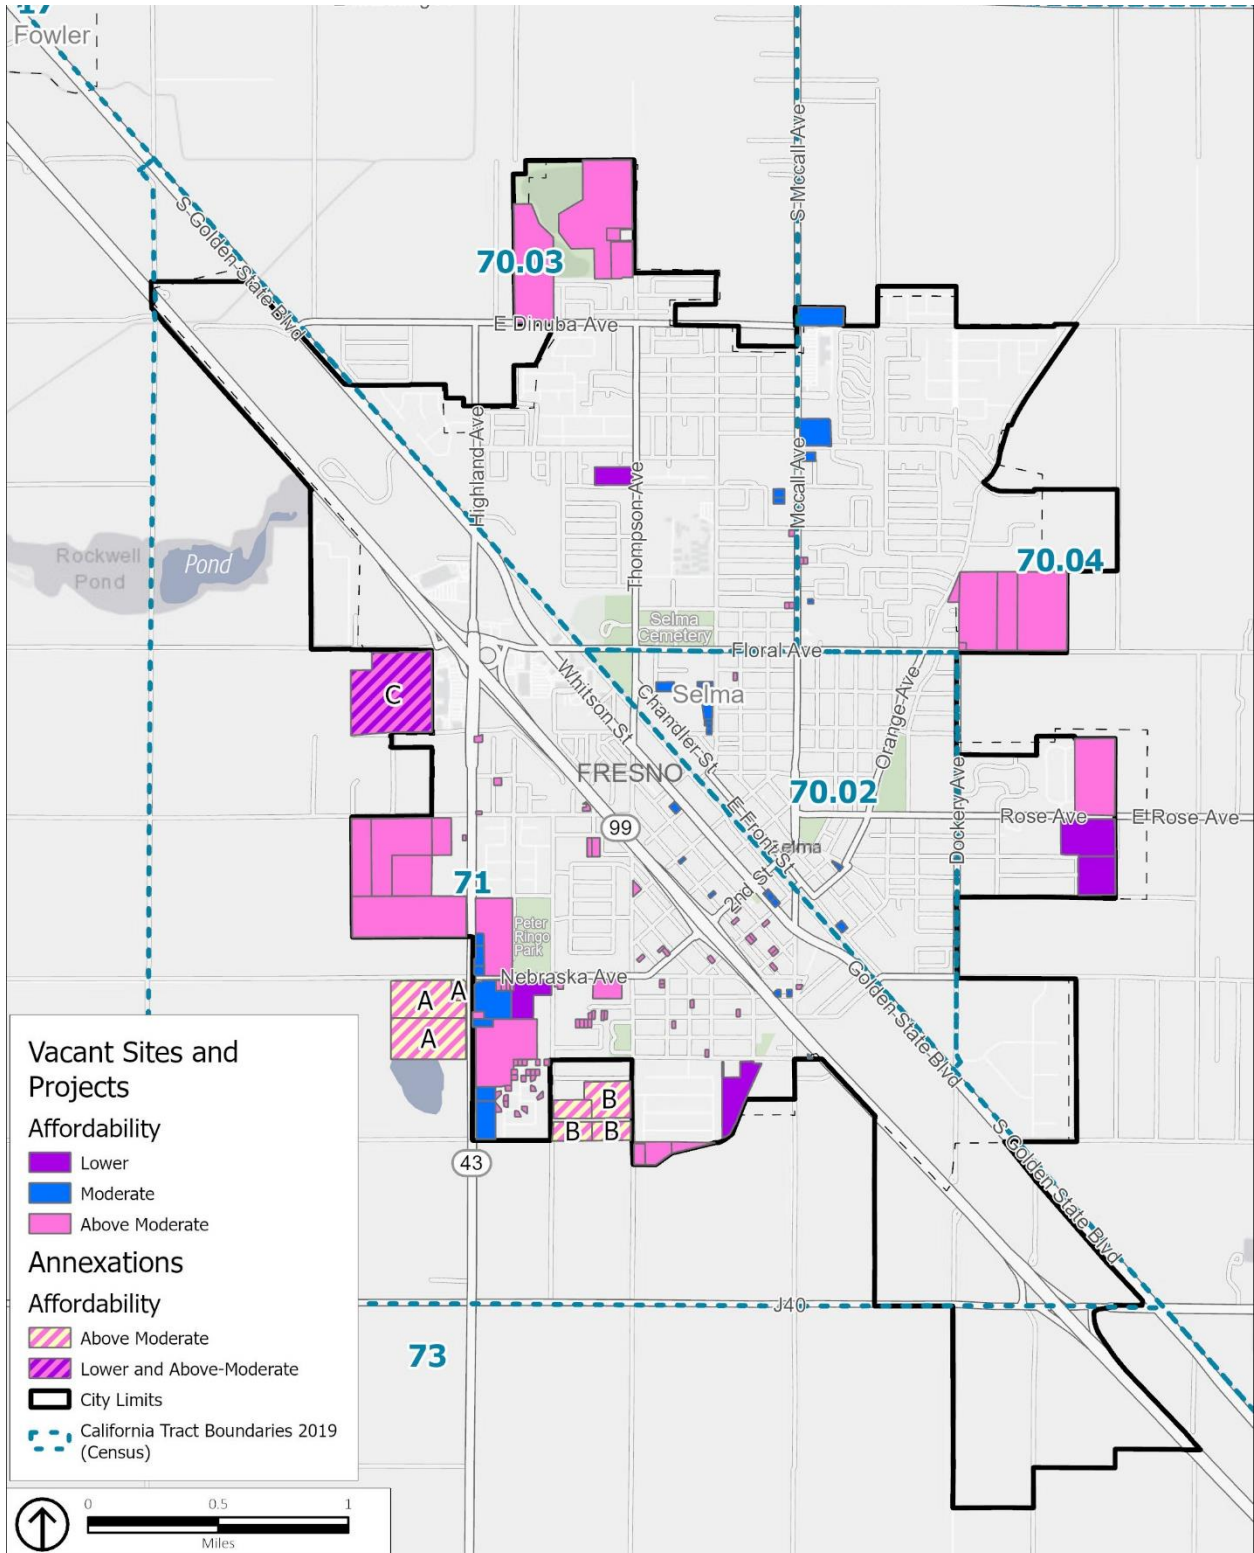 17
Fowler
S Golden State Blvd
S Mccall Ave
70.03
E Dinuba Ave
Highland Ave
Thompson Ave
Mccall Ave
Rockwell
Pond
Pond
70.04
Selma
Cemetery
Floral Ave
C
Whitson St
Chandler St
Selma
Orange Ave
FRESNO
70.02
E Front St
Dockery Ave
Rose Ave
E Rose Ave
99
Selma
71
2nd St
Peter
Ringo
Park
Nebraska Ave
Golden State Blvd
A
A
A
B
B
B
43
S Golden State Blvd
J40
73
Vacant Sites and
Projects
Affordability
Lower
Moderate
Above Moderate
Annexations
Affordability
Above Moderate
Lower and Above-Moderate
City Limits
California Tract Boundaries 2019
(Census)
0 0.5 1
Miles